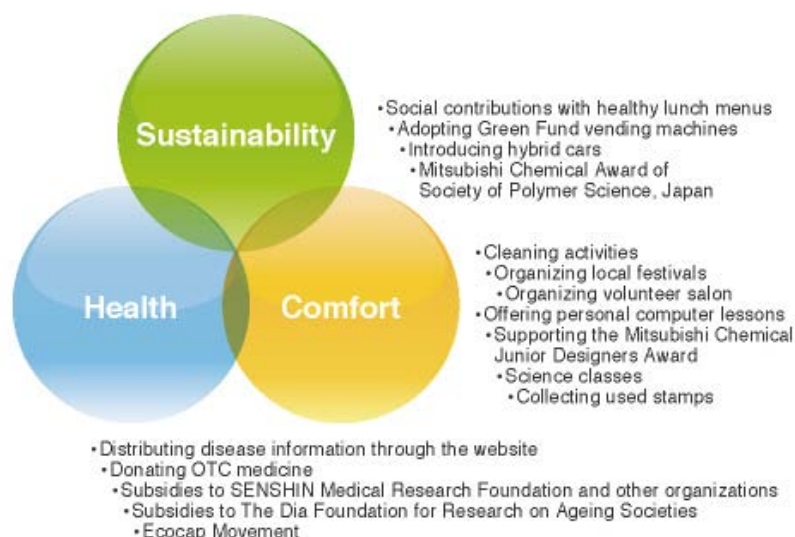 Sustainability
•Social contributions with healthy lunch menus
•Adopting Green Fund vending machines
•Introducing hybrid cars
•Mitsubishi Chemical Award of
Society of Polymer Science, Japan
Health
Comfort
•Cleaning activities
•Organizing local festivals
•Organizing volunteer salon
•Offering personal computer lessons
•Supporting the Mitsubishi Chemical
Junior Designers Award
•Science classes
•Collecting used stamps
•Distributing disease information through the website
•Donating OTC medicine
•Subsidies to SENSHIN Medical Research Foundation and other organizations
•Subsidies to The Dia Foundation for Research on Ageing Societies
•Ecocap Movement